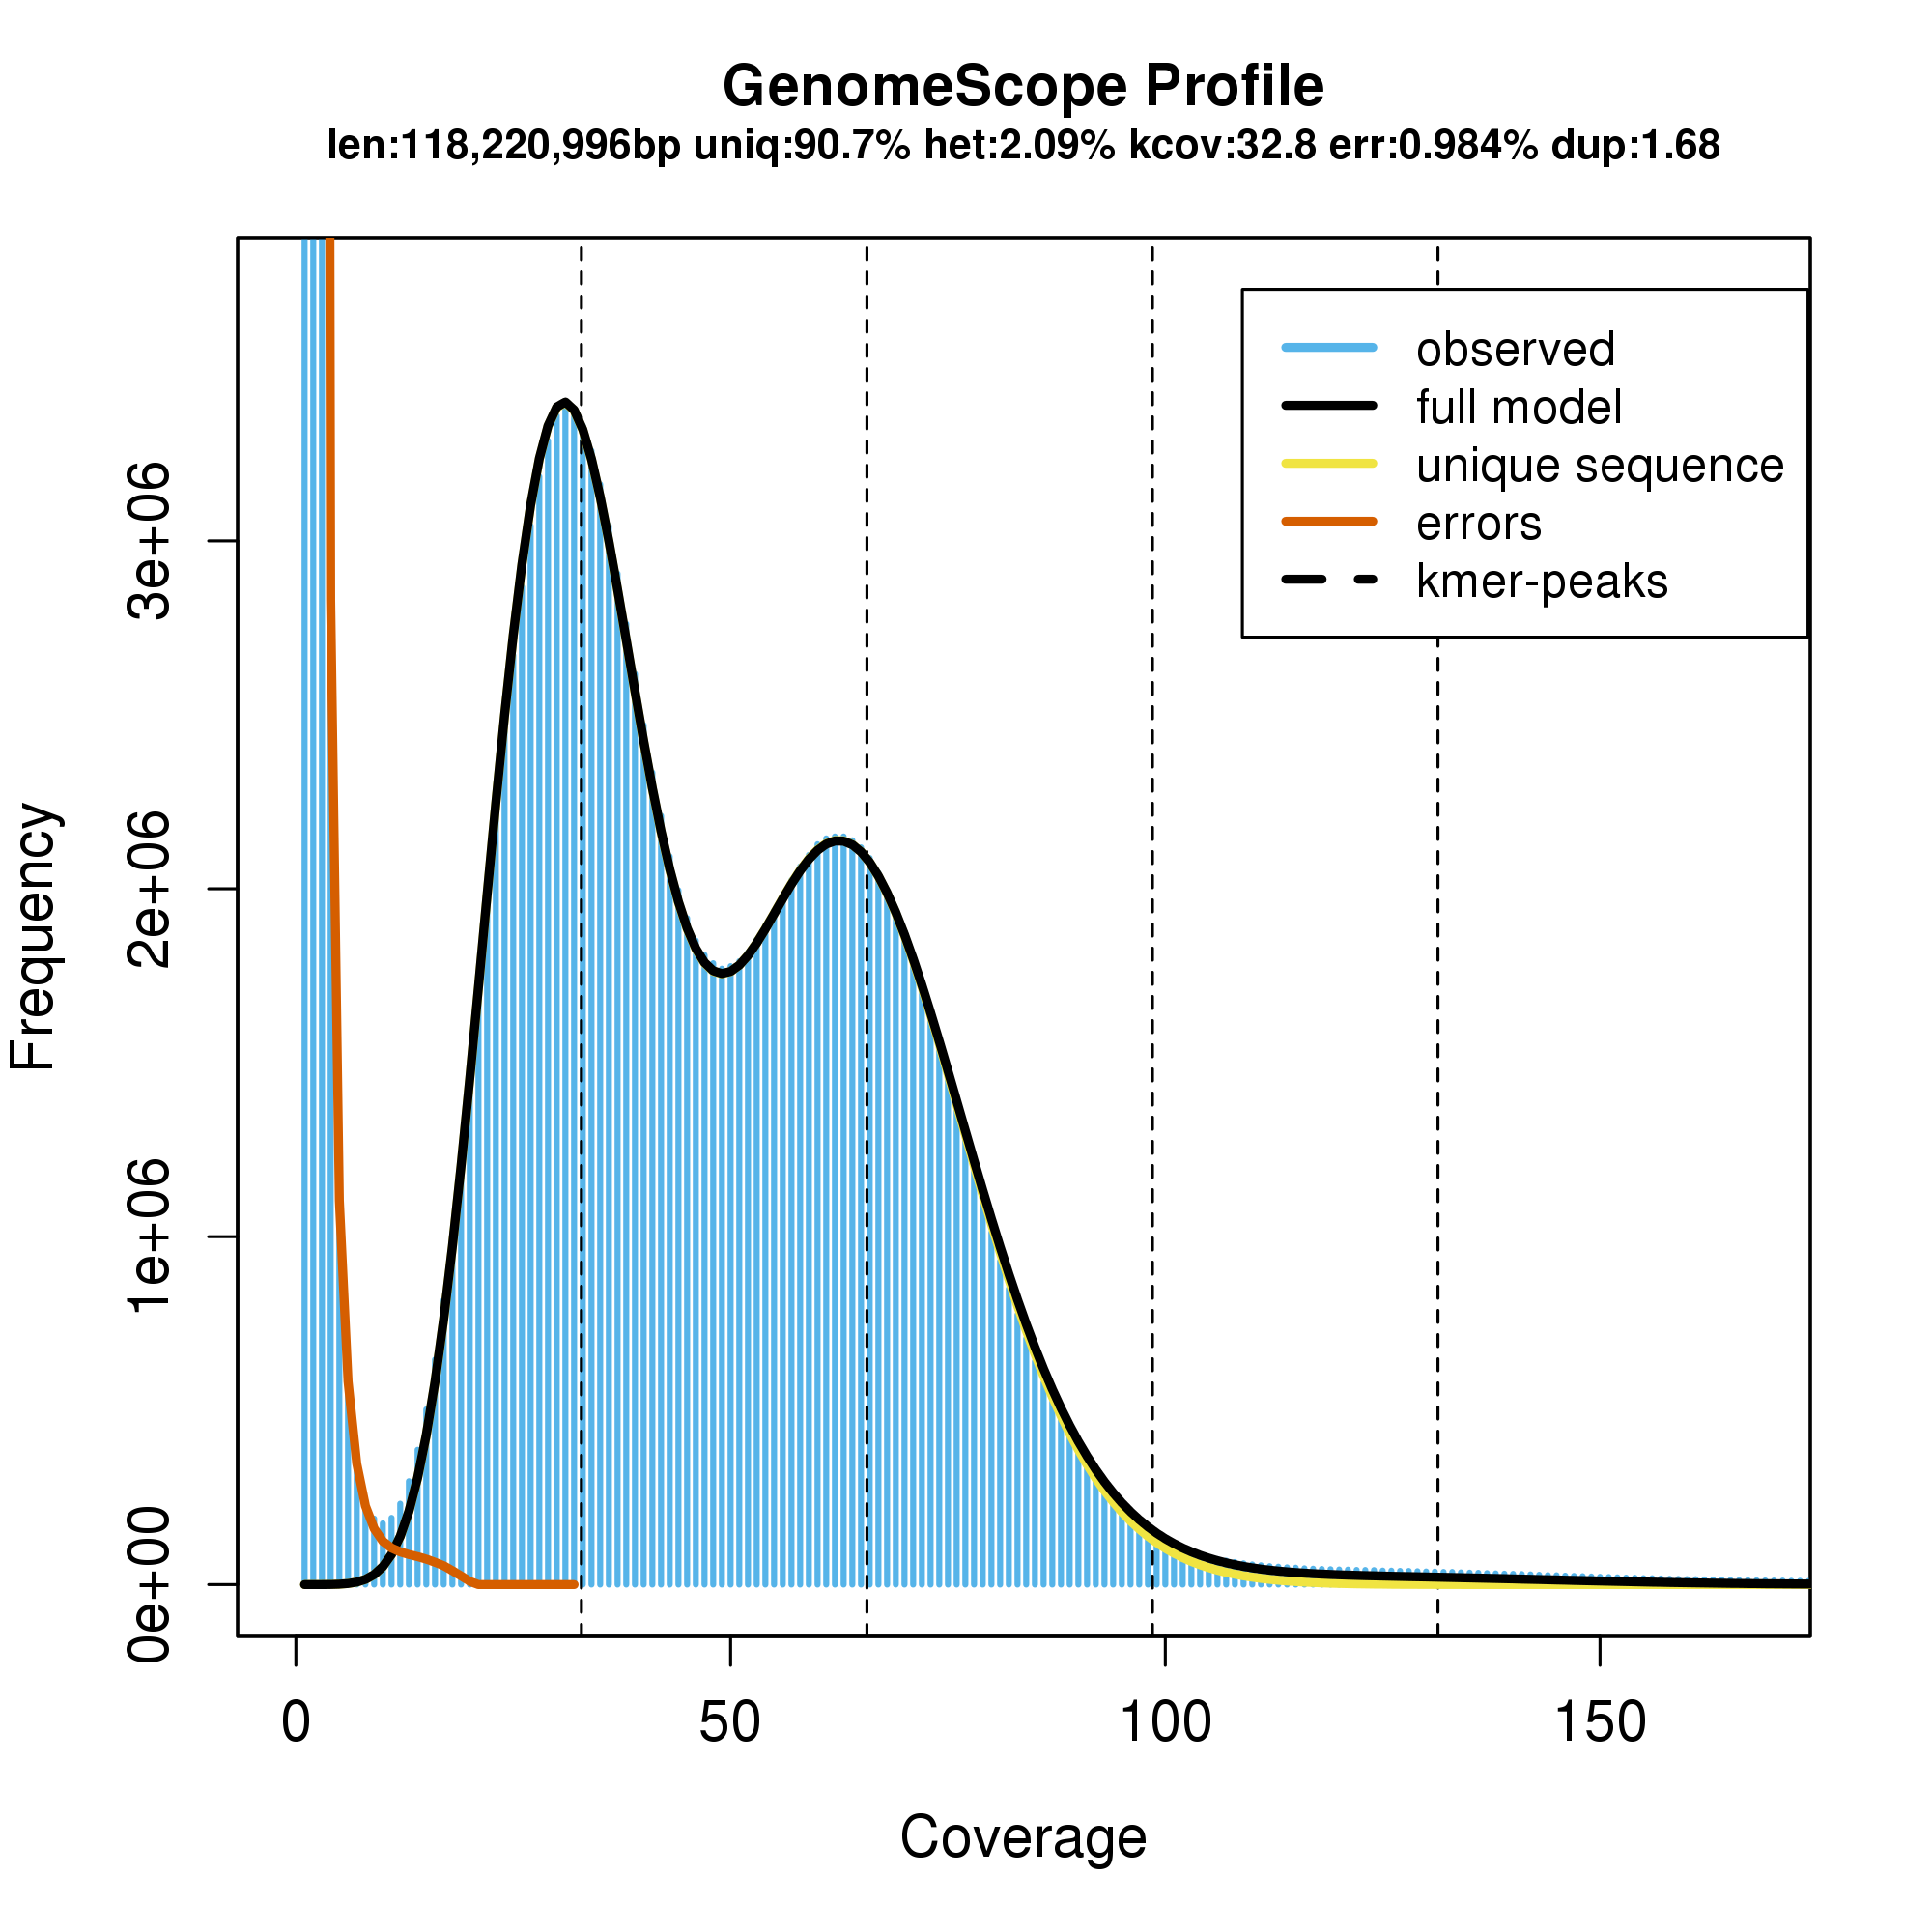 GenomeScope Profile
len:118,220,996bp uniq:90.7% het:2.09% kcov:32.8 err:0.984% dup:1.68
observed
full model
unique sequence
errors
kmer-peaks
Frequency
3e+06
2e+06
1e+06
0e+00
0 50 100 150
Coverage